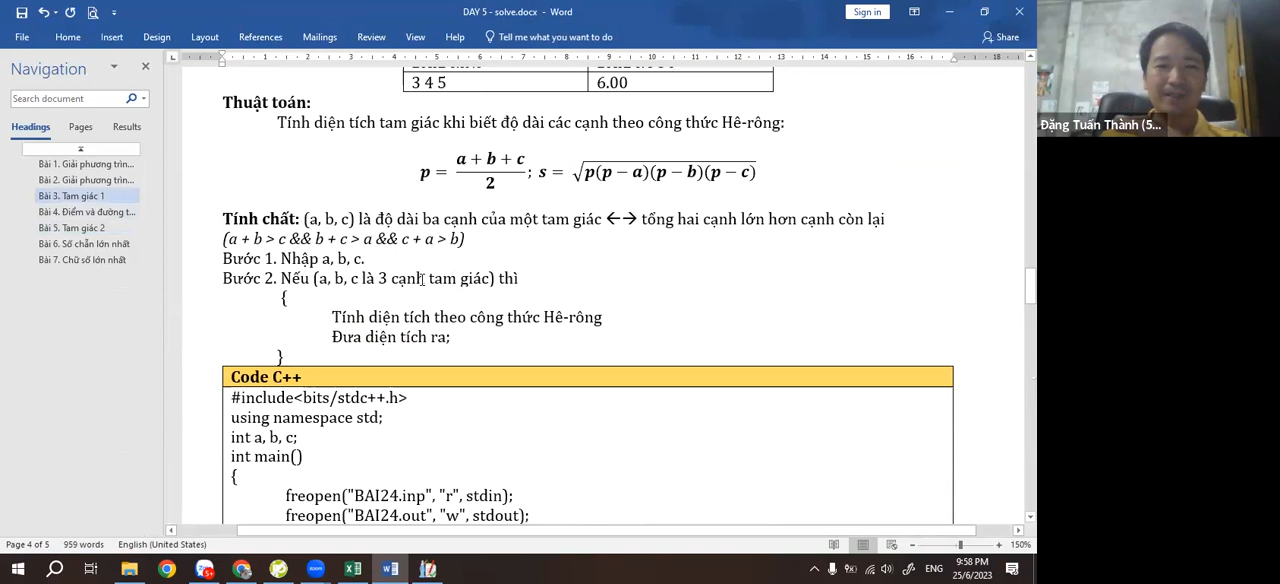 DAY 5 - solve.docx - Word
Sign in
File Home Insert Design Layout References Mailings Review View Help Tell me what you want to do Share
Navigation
Search document
Headings Pages Results
Bài 1. Giải phương trìn...
Bài 2. Giải phương trìn...
Bài 3. Tam giác 1
Bài 4. Điểm và đường t...
Bài 5. Tam giác 2
Bài 6. Số chẵn lớn nhất
Bài 7. Chữ số lớn nhất
3 4 5 6.00
Thuật toán:
Tính diện tích tam giác khi biết độ dài các cạnh theo công thức Hê-rông:
p = (a + b + c)/2; s = √p(p − a)(p − b)(p − c)
Tính chất: (a, b, c) là độ dài ba cạnh của một tam giác ←→ tổng hai cạnh lớn hơn cạnh còn lại
(a + b > c && b + c > a && c + a > b)
Bước 1. Nhập a, b, c.
Bước 2. Nếu (a, b, c là 3 cạnh tam giác) thì
{
Tính diện tích theo công thức Hê-rông
Đưa diện tích ra;
}
Code C++
#include<bits/stdc++.h>
using namespace std;
int a, b, c;
int main()
{
freopen("BAI24.inp", "r", stdin);
freopen("BAI24.out", "w", stdout);
Đặng Tuấn Thành (5...
Page 4 of 5 959 words English (United States) 150%
ENG
9:58 PM
25/6/2023